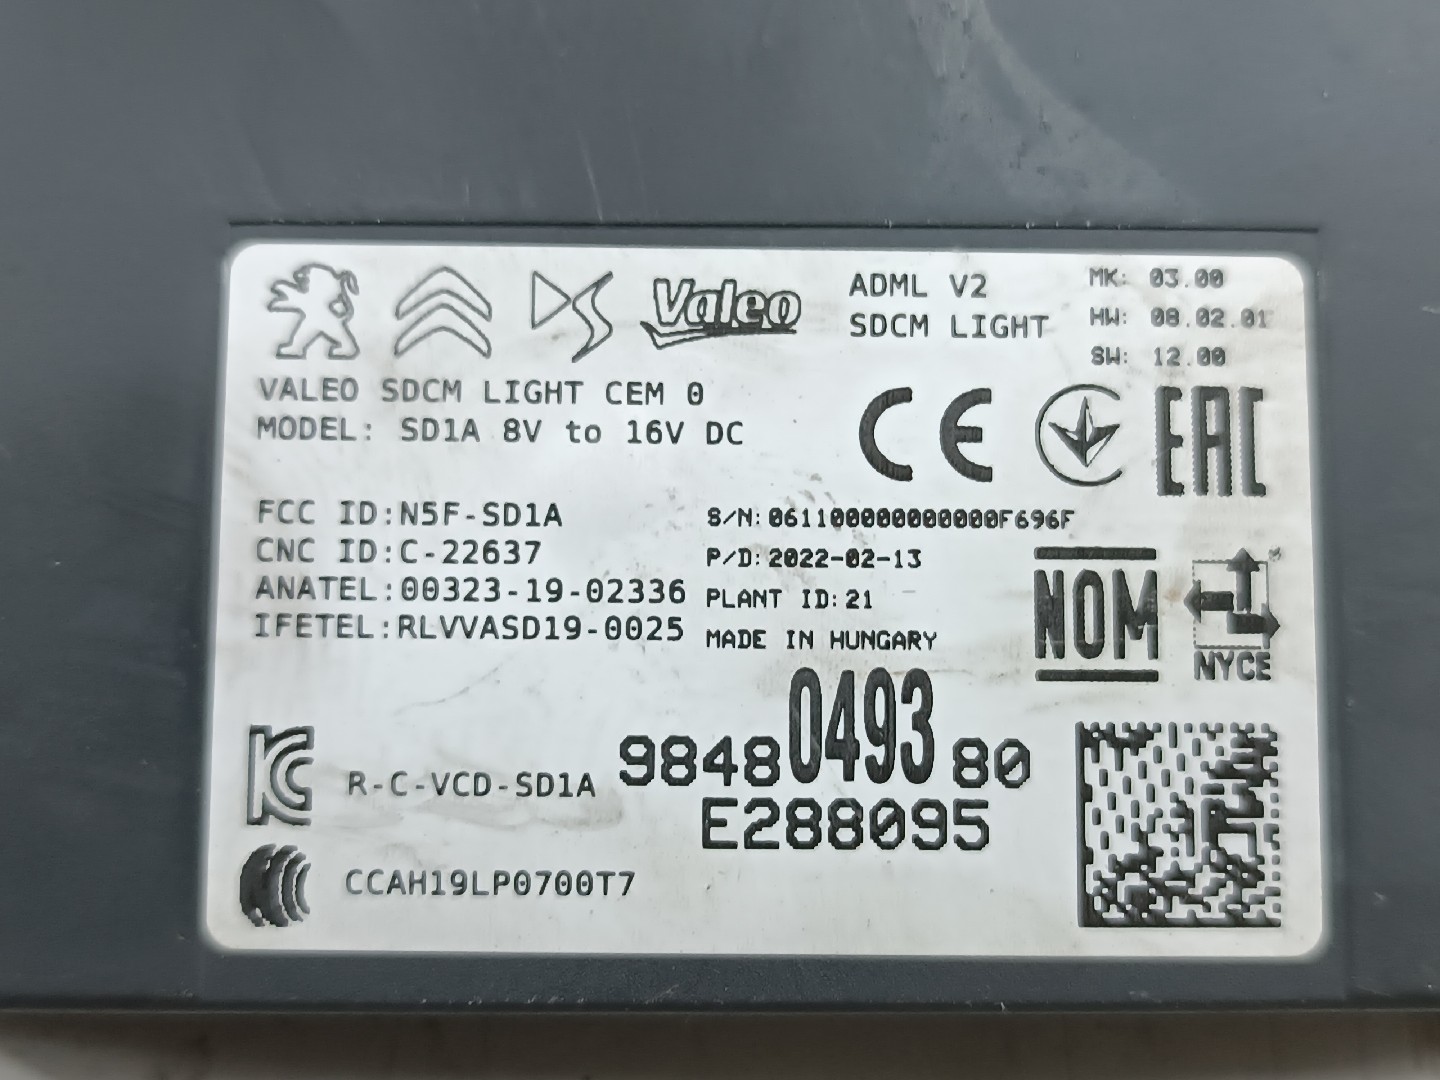 Valeo
ADML V2
SDCM LIGHT
MK: 03.00
HW: 08.02.01
SW: 12.00
VALEO SDCM LIGHT CEM 0
MODEL: SD1A 8V to 16V DC
CE
EAC
FCC ID:N5F-SD1A
CNC ID:C-22637
ANATEL:00323-19-02336
IFETEL:RLVVASD19-0025
S/N:061100000000000F696F
P/D:2022-02-13
PLANT ID:21
MADE IN HUNGARY
NOM
NYCE
KC
R-C-VCD-SD1A
9848049380
E288095
CCAH19LP0700T7